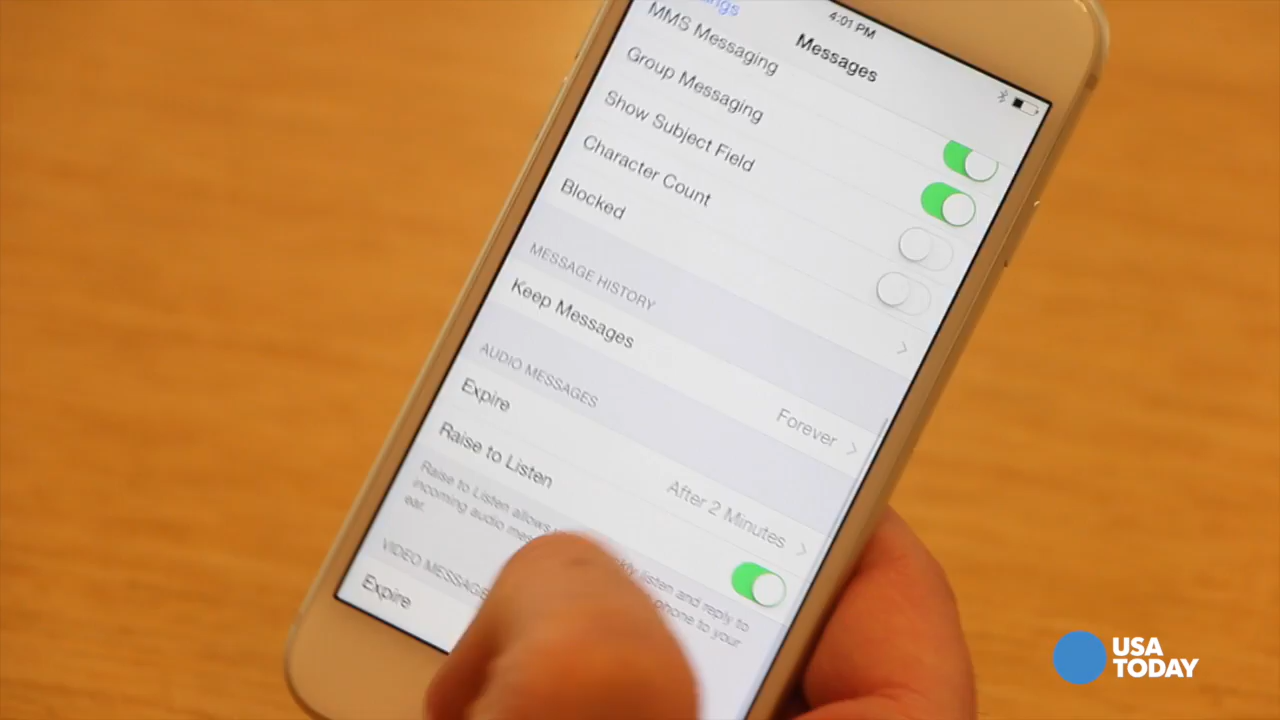 4:01 PM
Messages
MMS Messaging
Group Messaging
Show Subject Field
Character Count
Blocked
MESSAGE HISTORY
Keep Messages
Forever
AUDIO MESSAGES
Expire
After 2 Minutes
Raise to Listen
Raise to Listen allows listen and reply to
incoming audio phone to your
ear.
VIDEO
Expire
USA
TODAY